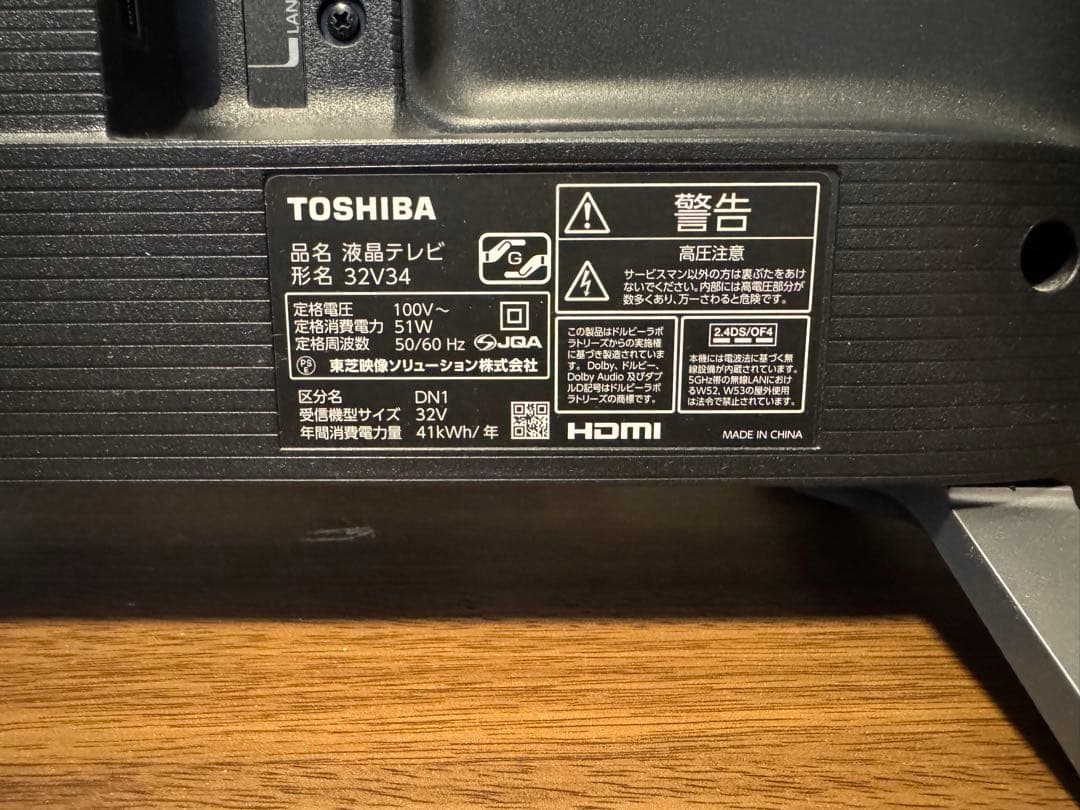 LAN
TOSHIBA
品名 液晶テレビ
形名 32V34
G
定格電圧 100V～
定格消費電力 51W
定格周波数 50/60 Hz
JQA
PS
E
東芝映像ソリューション株式会社
区分名 DN1
受信機型サイズ 32V
年間消費電力量 41kWh/年
警告
高圧注意
サービスマン以外の方は裏ぶたをあけ
ないでください。内部には高電圧部分が
数多くあり、万一さわると危険です。
この製品はドルビーラボ
ラトリーズからの実施権
に基づき製造されていま
す。Dolby、ドルビー、
Dolby Audio 及びダブ
ルD記号はドルビーラボ
ラトリーズの商標です。
2.4DS/OF4
本機には電波法に基づく無
線設備が内蔵されています。
5GHz帯の無線LANにおけ
るW52、W53の屋外使用
は法令で禁止されています。
HDMI
MADE IN CHINA